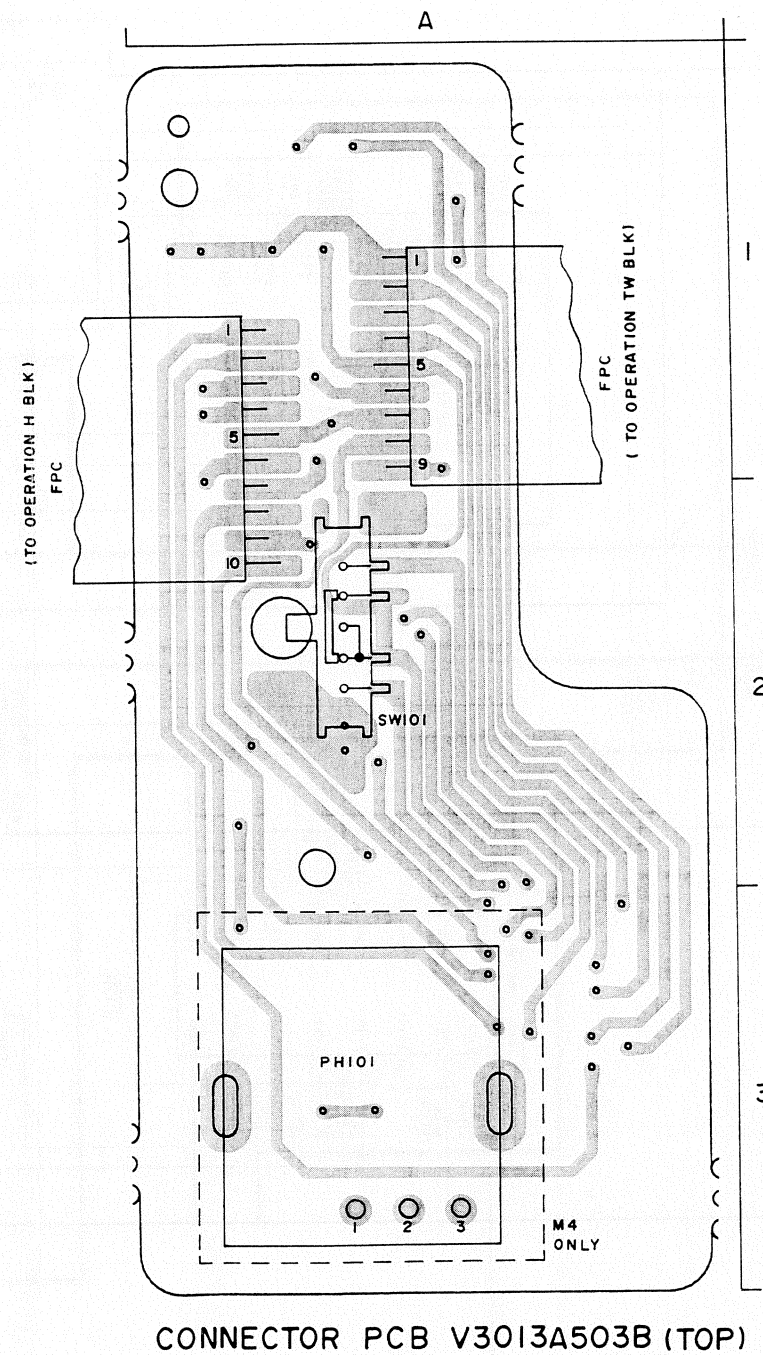 A
1
1
FPC
(TO OPERATION TW BLK)
5
9
1
(TO OPERATION H BLK)
FPC
5
10
2
SW101
3
PH101
1 2 3
M4
ONLY
CONNECTOR PCB V3013A503B (TOP)